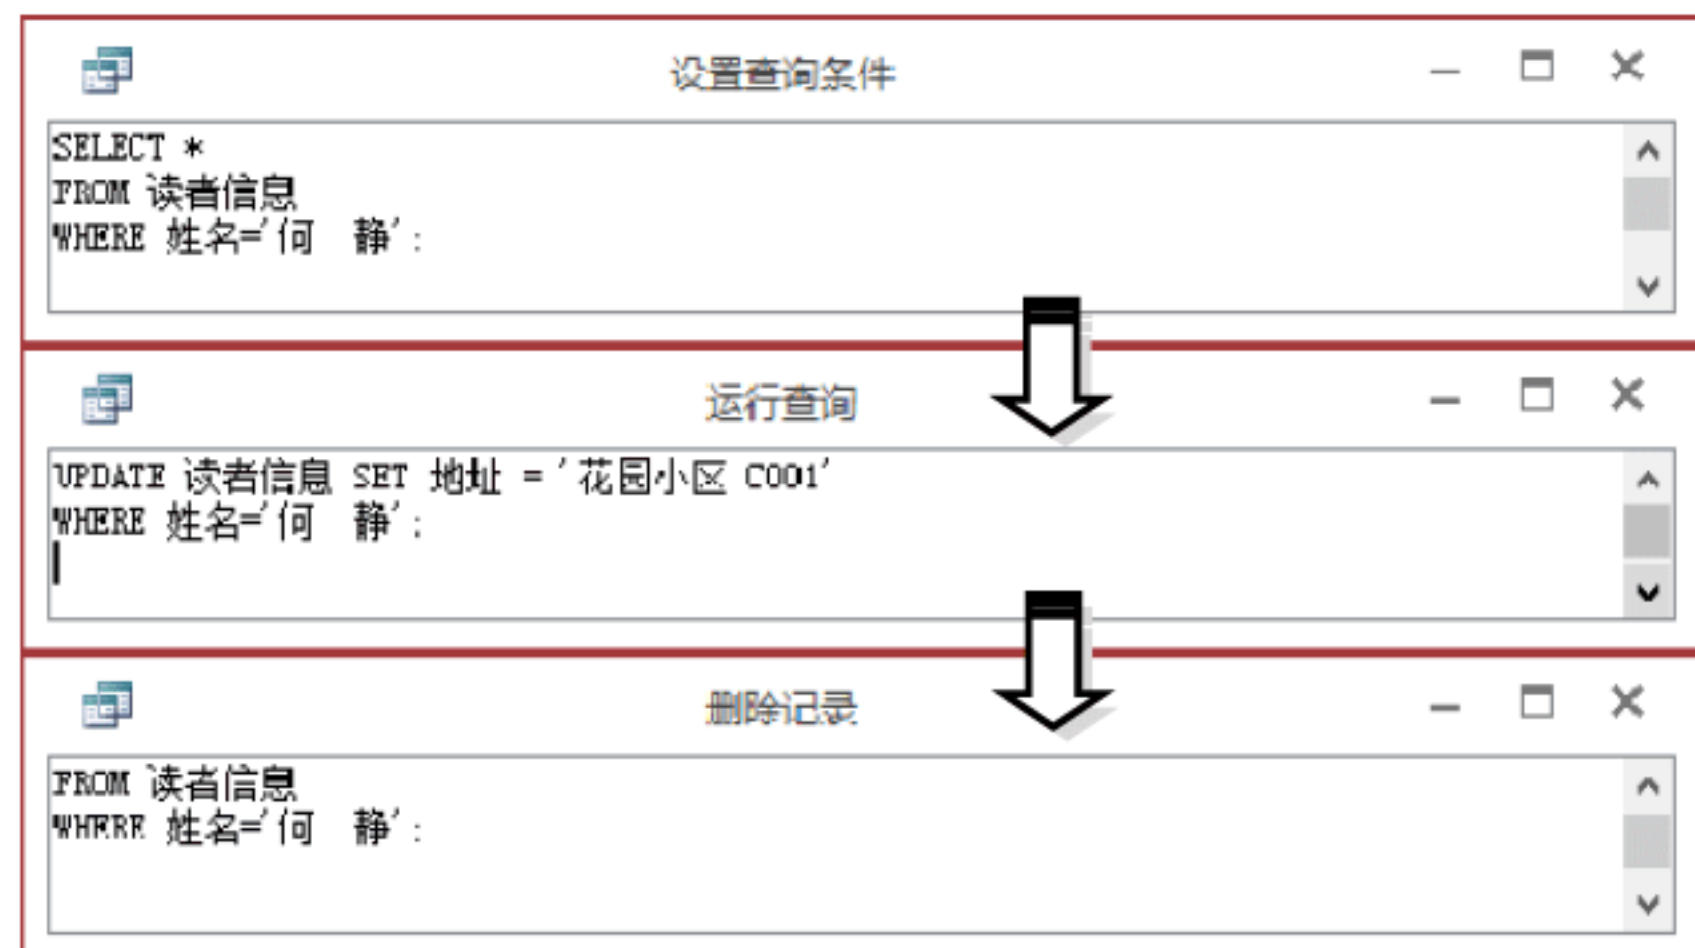 设置查询条件
SELECT *
FROM 读者信息
WHERE 姓名='何　静';
运行查询
UPDATE 读者信息 SET 地址 = '花园小区 C001'
WHERE 姓名='何　静';
删除记录
FROM 读者信息
WHERE 姓名='何　静';